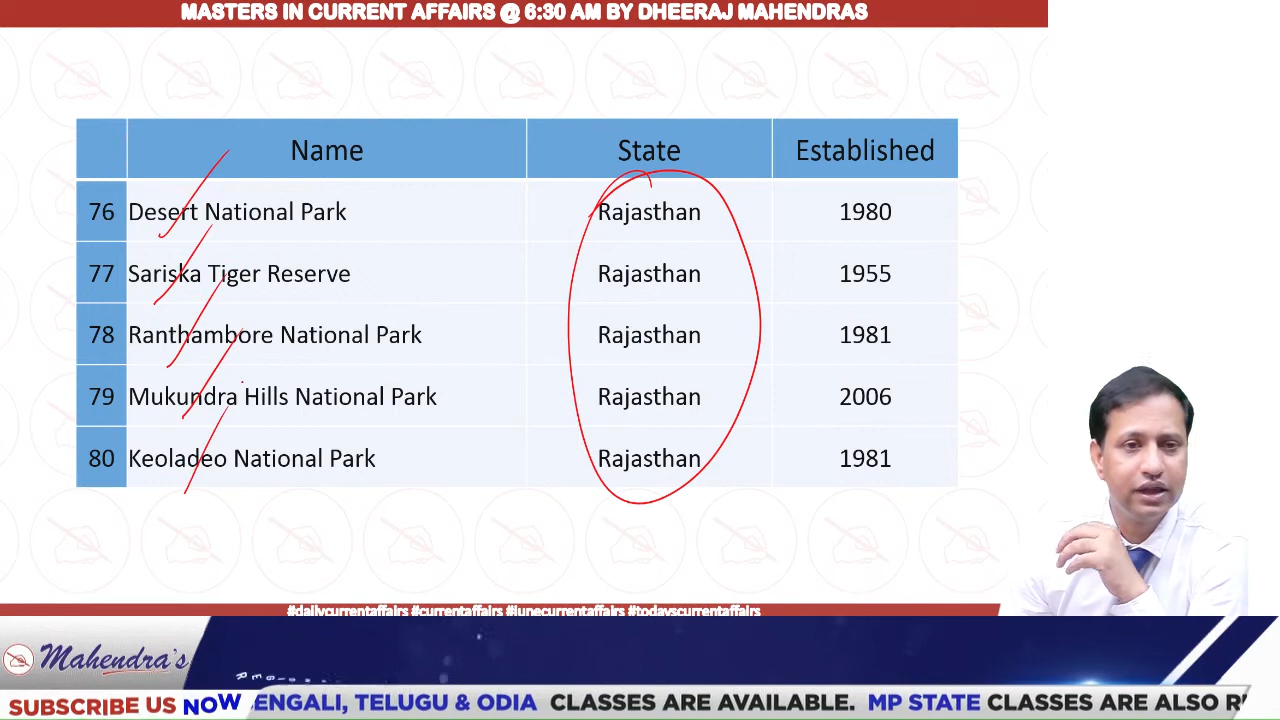 MASTERS IN CURRENT AFFAIRS @ 6:30 AM BY DHEERAJ MAHENDRAS
Name State Established
76 Desert National Park Rajasthan 1980
77 Sariska Tiger Reserve Rajasthan 1955
78 Ranthambore National Park Rajasthan 1981
79 Mukundra Hills National Park Rajasthan 2006
80 Keoladeo National Park Rajasthan 1981
#dailycurrentaffairs #currentaffairs #junecurrentaffairs #todayscurrentaffairs
Mahendra's
SUBSCRIBE US NOW ENGALI, TELUGU & ODIA CLASSES ARE AVAILABLE. MP STATE CLASSES ARE ALSO